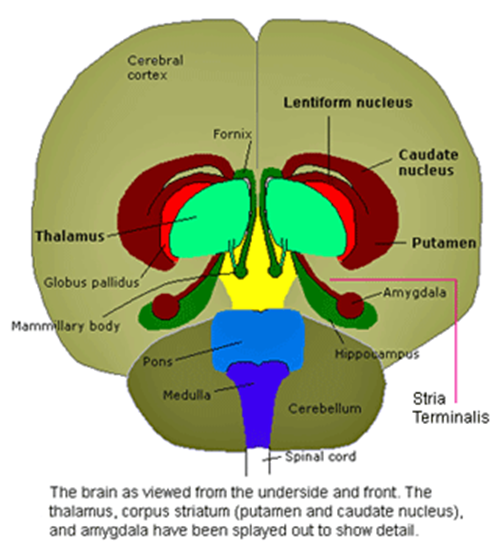 Cerebral
cortex
Lentiform nucleus
Fornix
Caudate
nucleus
Thalamus
Putamen
Globus pallidus
Amygdala
Mammillary body
Hippocampus
Pons
Medulla
Stria
Terminalis
Cerebellum
Spinal cord
The brain as viewed from the underside and front. The
thalamus, corpus striatum (putamen and caudate nucleus),
and amygdala have been splayed out to show detail.